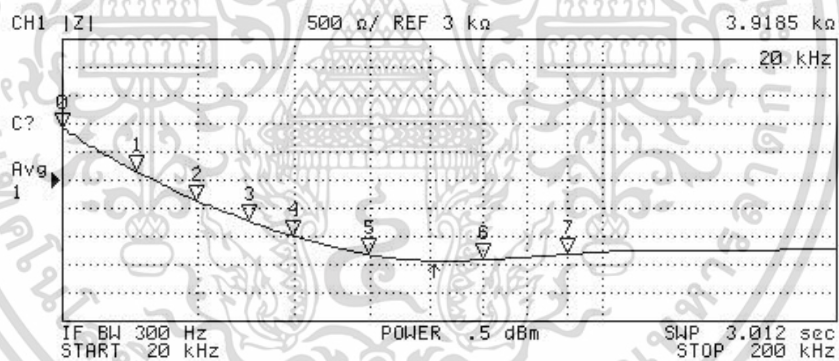 CH1 |Z| 500 Ω/ REF 3 kΩ 3.9185 kΩ
20 kHz
0
C?
1
Avg
2
1
3
4
5
6
7
IF BW 300 Hz POWER .5 dBm SWP 3.012 sec
START 20 kHz STOP 200 kHz